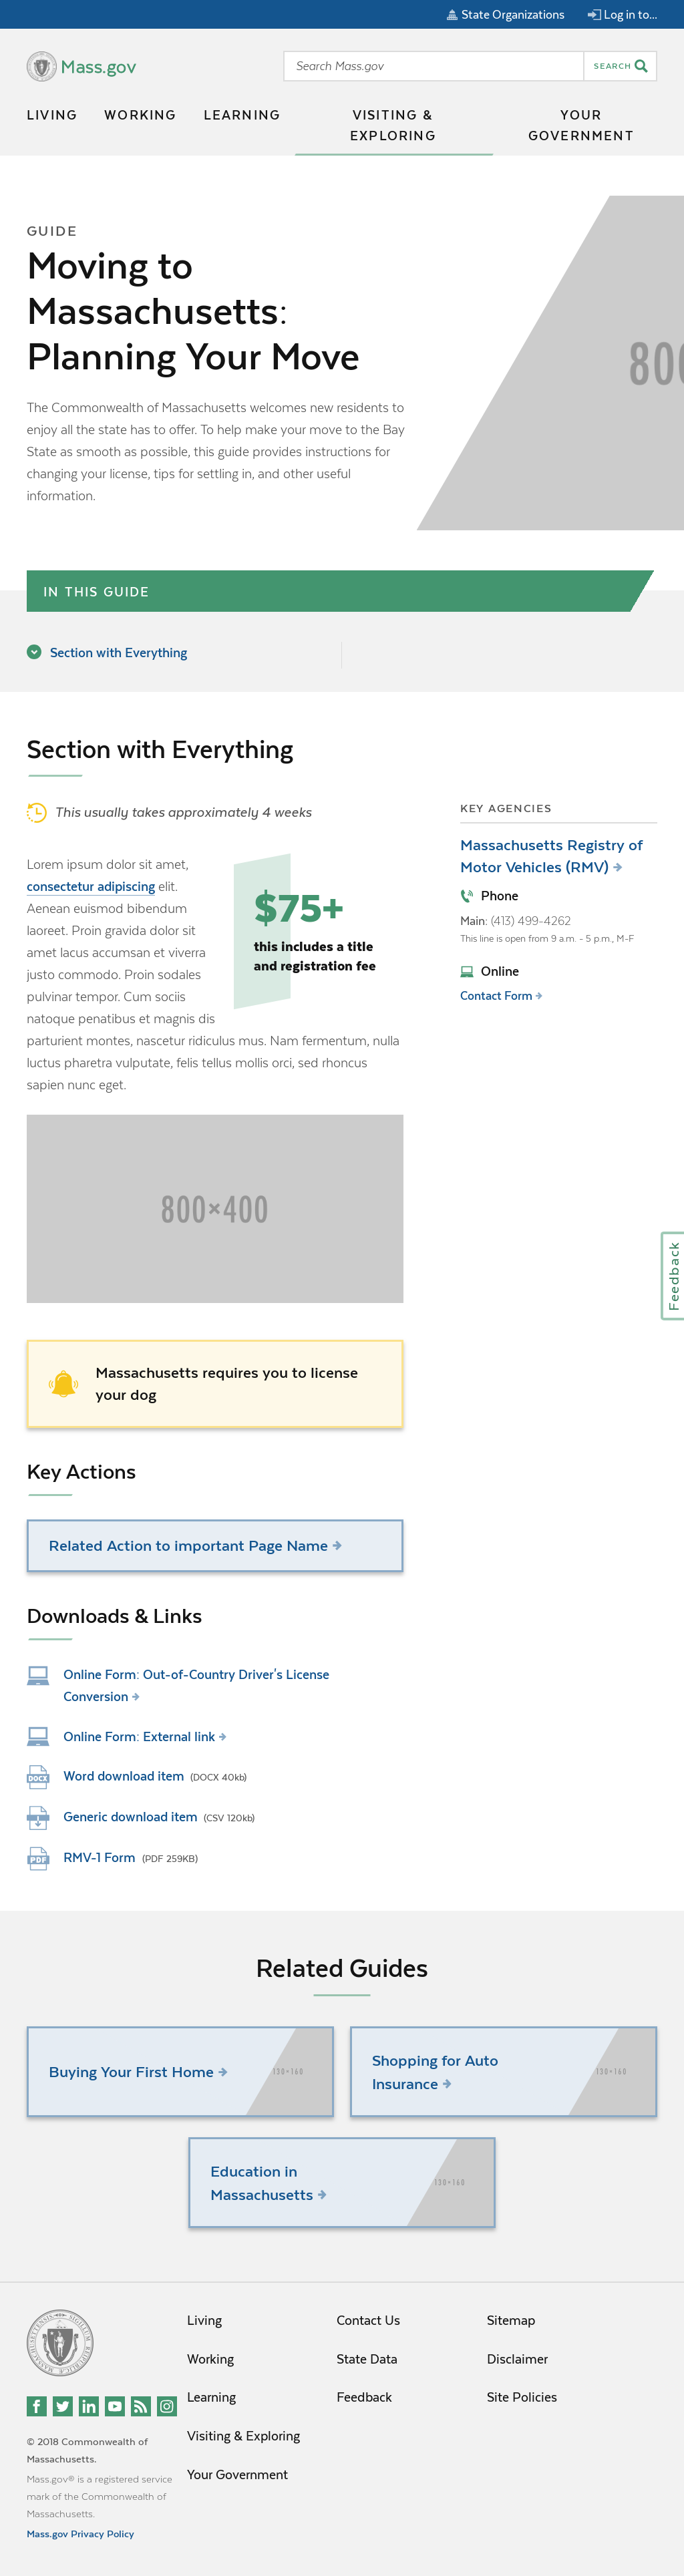 State Organizations
Log in to...
Mass.gov
Search Mass.gov
SEARCH
LIVING
WORKING
LEARNING
VISITING &
EXPLORING
YOUR
GOVERNMENT
GUIDE
Moving to
Massachusetts:
Planning Your Move
The Commonwealth of Massachusetts welcomes new residents to
enjoy all the state has to offer. To help make your move to the Bay
State as smooth as possible, this guide provides instructions for
changing your license, tips for settling in, and other useful
information.
800
IN THIS GUIDE
Section with Everything
Section with Everything
This usually takes approximately 4 weeks
Lorem ipsum dolor sit amet,
consectetur adipiscing elit.
Aenean euismod bibendum
laoreet. Proin gravida dolor sit
amet lacus accumsan et viverra
justo commodo. Proin sodales
pulvinar tempor. Cum sociis
natoque penatibus et magnis dis
parturient montes, nascetur ridiculus mus. Nam fermentum, nulla
luctus pharetra vulputate, felis tellus mollis orci, sed rhoncus
sapien nunc eget.
$75+
this includes a title
and registration fee
800×400
Massachusetts requires you to license
your dog
Key Actions
Related Action to important Page Name
Downloads & Links
Online Form: Out-of-Country Driver's License
Conversion
Online Form: External link
DOCX
Word download item (DOCX 40kb)
Generic download item (CSV 120kb)
PDF
RMV-1 Form (PDF 259KB)
KEY AGENCIES
Massachusetts Registry of
Motor Vehicles (RMV)
Phone
Main: (413) 499-4262
This line is open from 9 a.m. - 5 p.m., M-F
Online
Contact Form
Feedback
Related Guides
Buying Your First Home
130×160
Shopping for Auto
Insurance
130×160
Education in
Massachusetts
130×160
Living
Working
Learning
Visiting & Exploring
Your Government
Contact Us
State Data
Feedback
Sitemap
Disclaimer
Site Policies
© 2018 Commonwealth of
Massachusetts.
Mass.gov® is a registered service
mark of the Commonwealth of
Massachusetts.
Mass.gov Privacy Policy